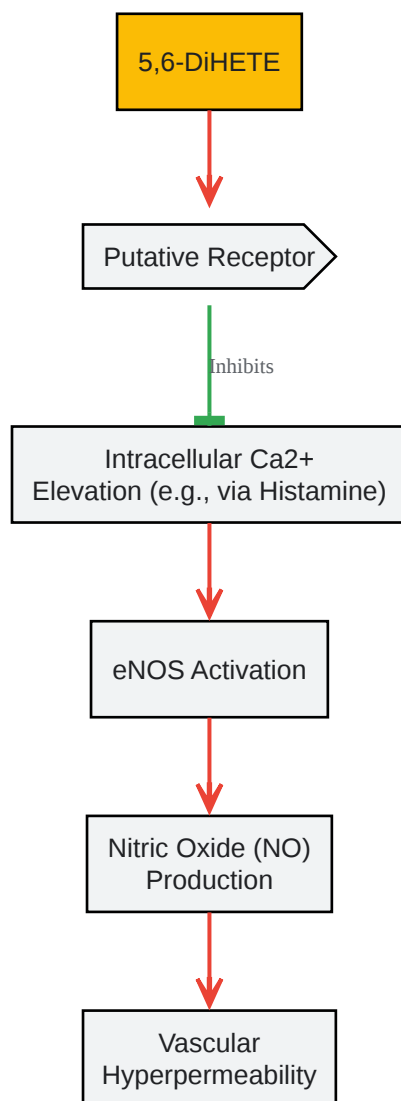 5,6-DiHETE
Putative Receptor
Inhibits
Intracellular Ca2+
Elevation (e.g., via Histamine)
eNOS Activation
Nitric Oxide (NO)
Production
Vascular
Hyperpermeability